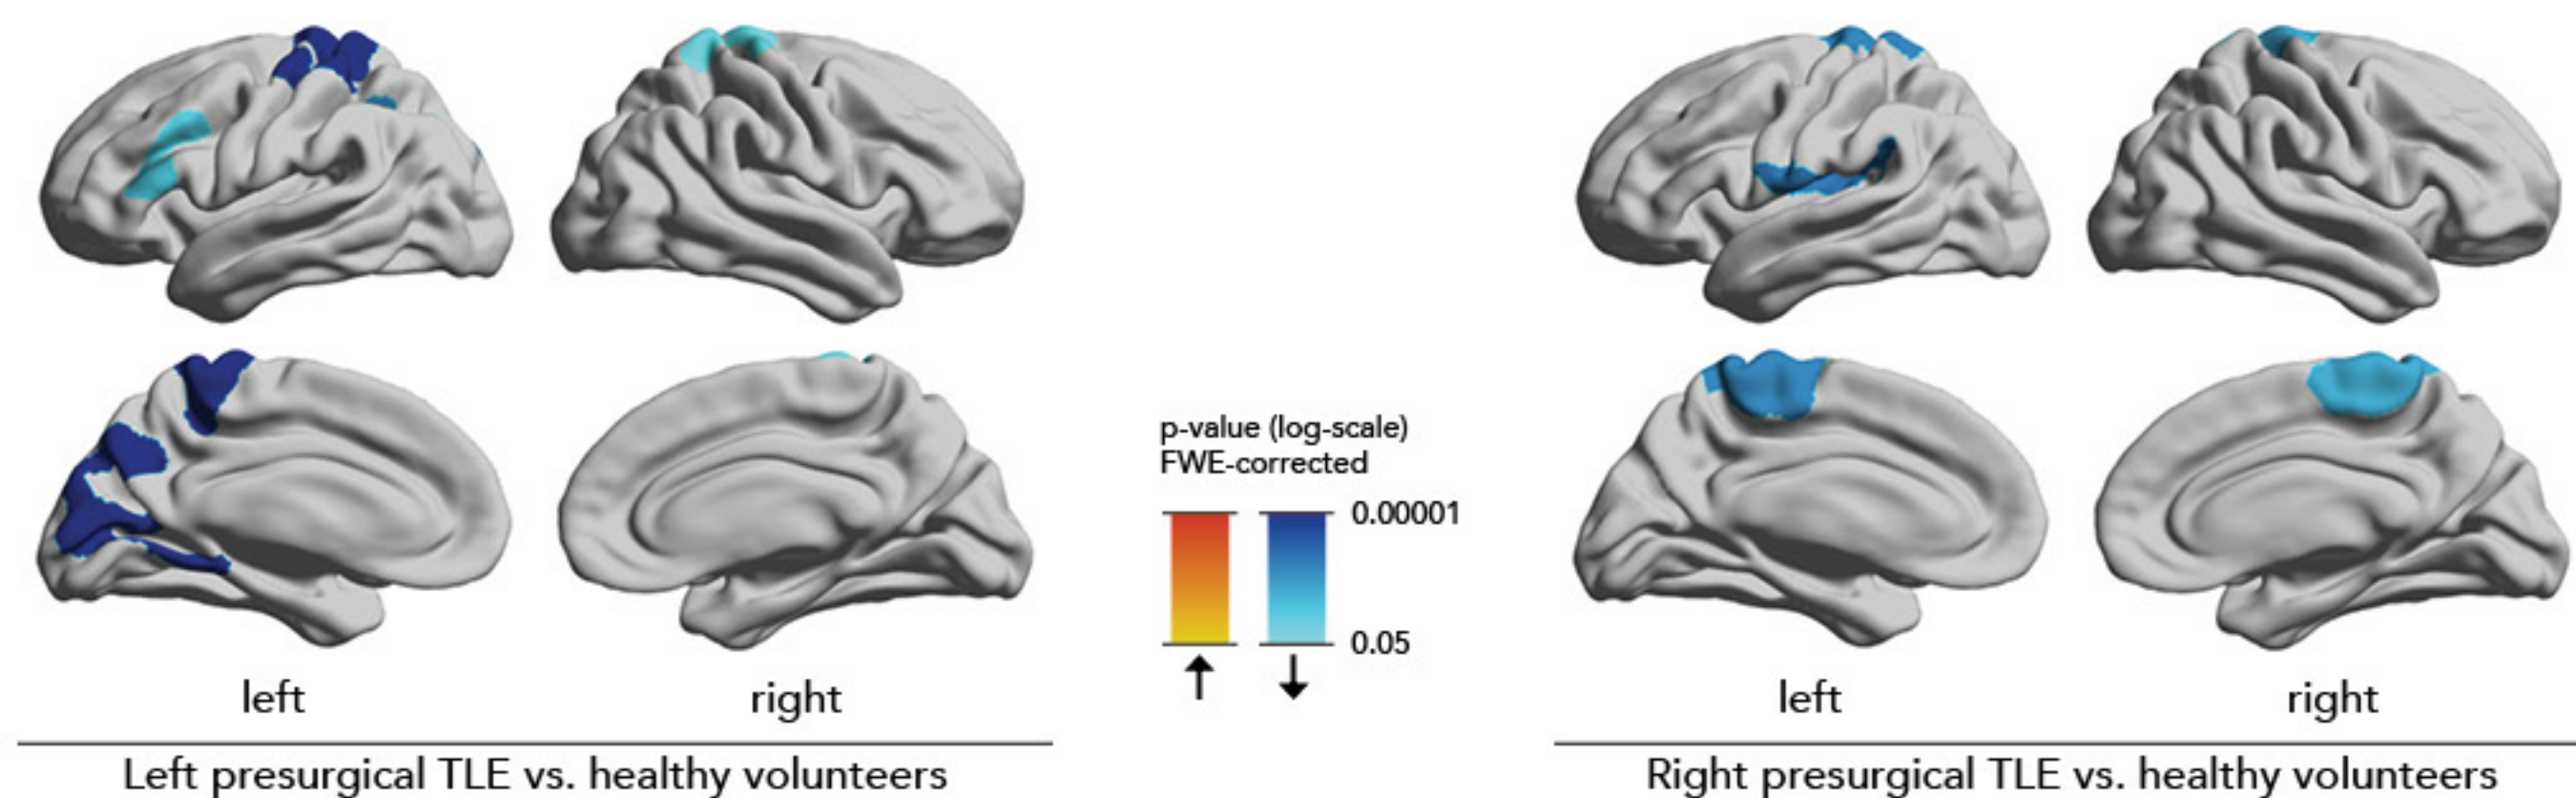 p-value (log-scale)
FWE-corrected
0.00001
0.05
left
right
left
right
Left presurgical TLE vs. healthy volunteers
Right presurgical TLE vs. healthy volunteers